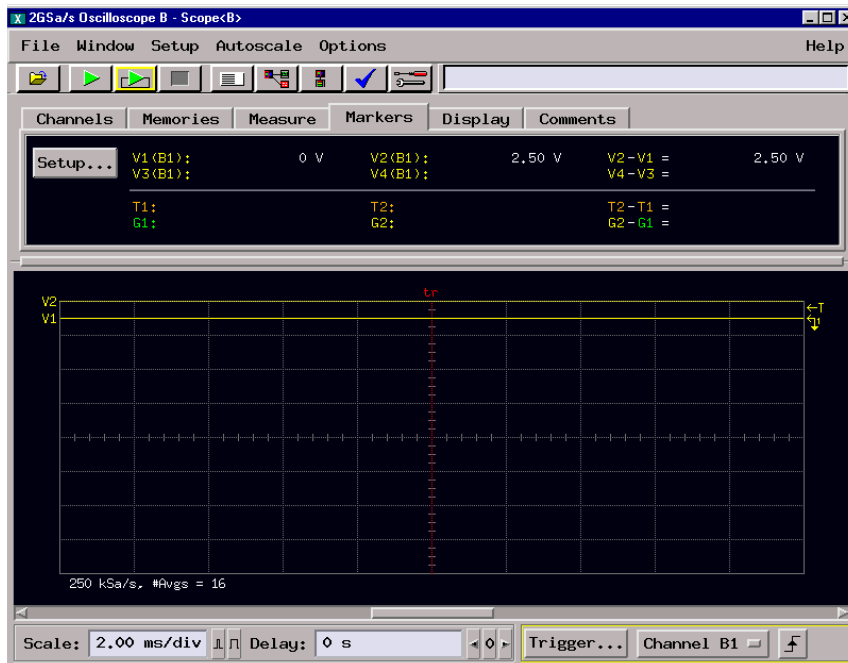 2GSa/s Oscilloscope B - Scope<B>
File Window Setup Autoscale Options Help
Channels Memories Measure Markers Display Comments
Setup... V1(B1): 0 V V2(B1): 2.50 V V2-V1 = 2.50 V
V3(B1): V4(B1): V4-V3 =
T1: T2: T2-T1 =
G1: G2: G2-G1 =
tr
V2 ←T
V1 1
250 kSa/s, #Avgs = 16
Scale: 2.00 ms/div Delay: 0 s 0 Trigger... Channel B1